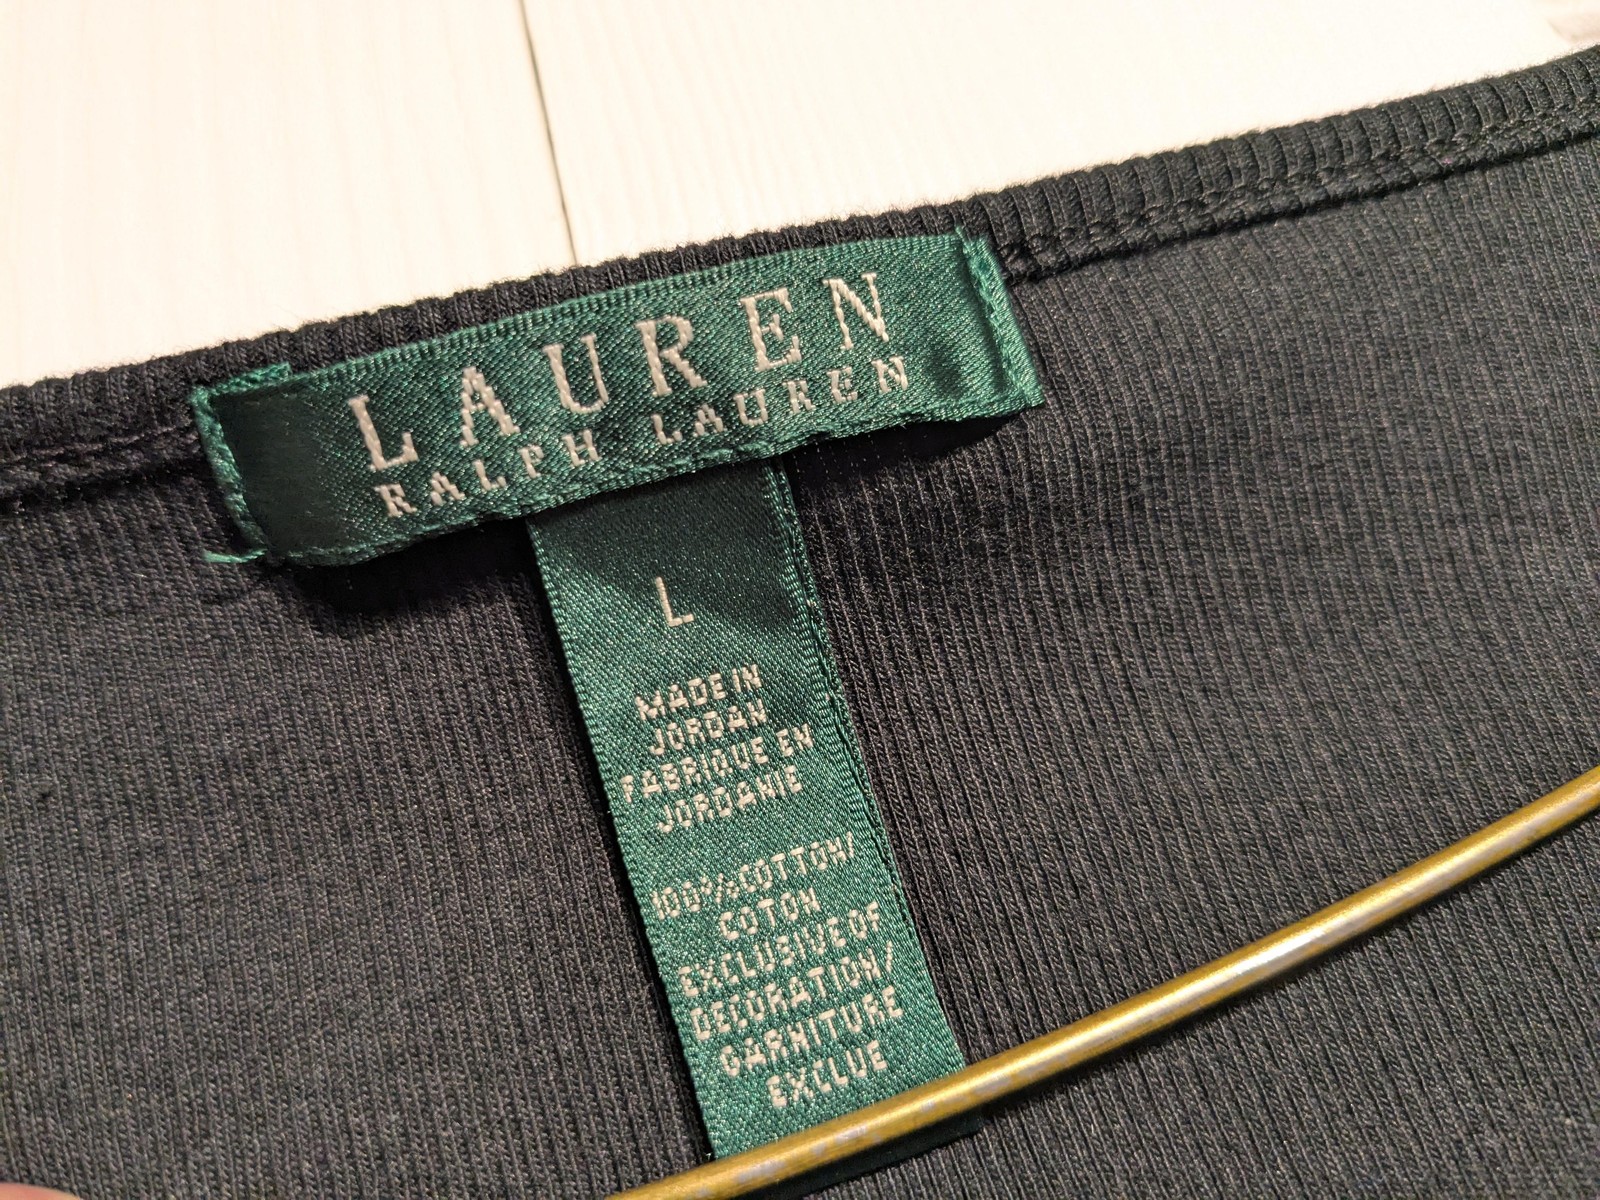 LAUREN
RALPH LAUREN
L
MADE IN
JORDAN
FABRIQUE EN
JORDANIE
100% COTTON/
COTON
EXCLUSIVE OF
DECORATION/
GARNITURE
EXCLUE